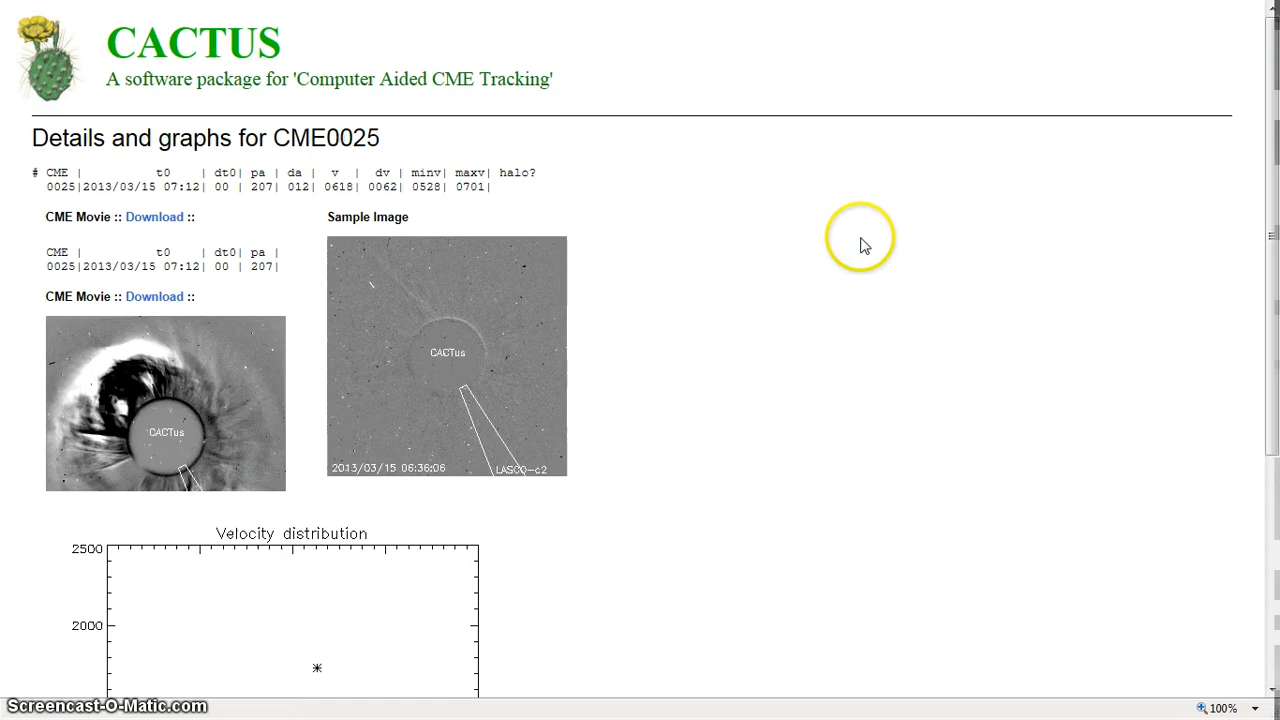 CACTUS
A software package for 'Computer Aided CME Tracking'
Details and graphs for CME0025
# CME | t0 | dt0| pa | da | v | dv | minv| maxv| halo?
0025|2013/03/15 07:12| 00 | 207| 012| 0618| 0062| 0528| 0701|
CME Movie :: Download ::
Sample Image
CME | t0 | dt0| pa |
0025|2013/03/15 07:12| 00 | 207|
CME Movie :: Download ::
CACTus
CACTus
2013/03/15 06:36:06 LASCO-c2
Velocity distribution
2500
2000
Screencast-O-Matic.com
100%